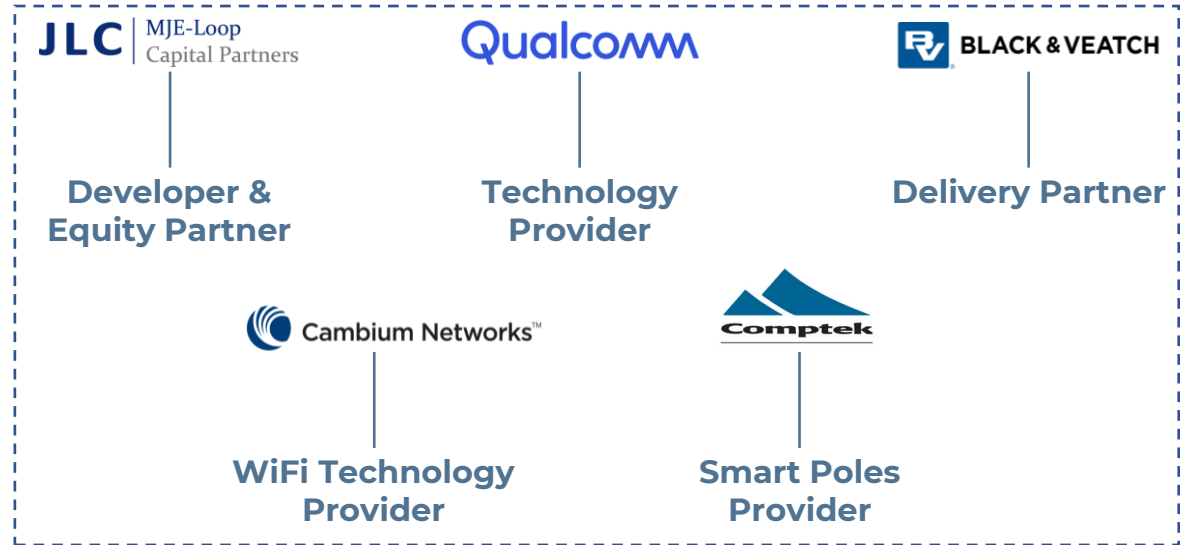 JLC
MJE-Loop
Capital Partners
Qualcomm
BV
BLACK & VEATCH
Developer &
Equity Partner
Technology
Provider
Delivery Partner
Cambium Networks™
Comptek
WiFi Technology
Provider
Smart Poles
Provider